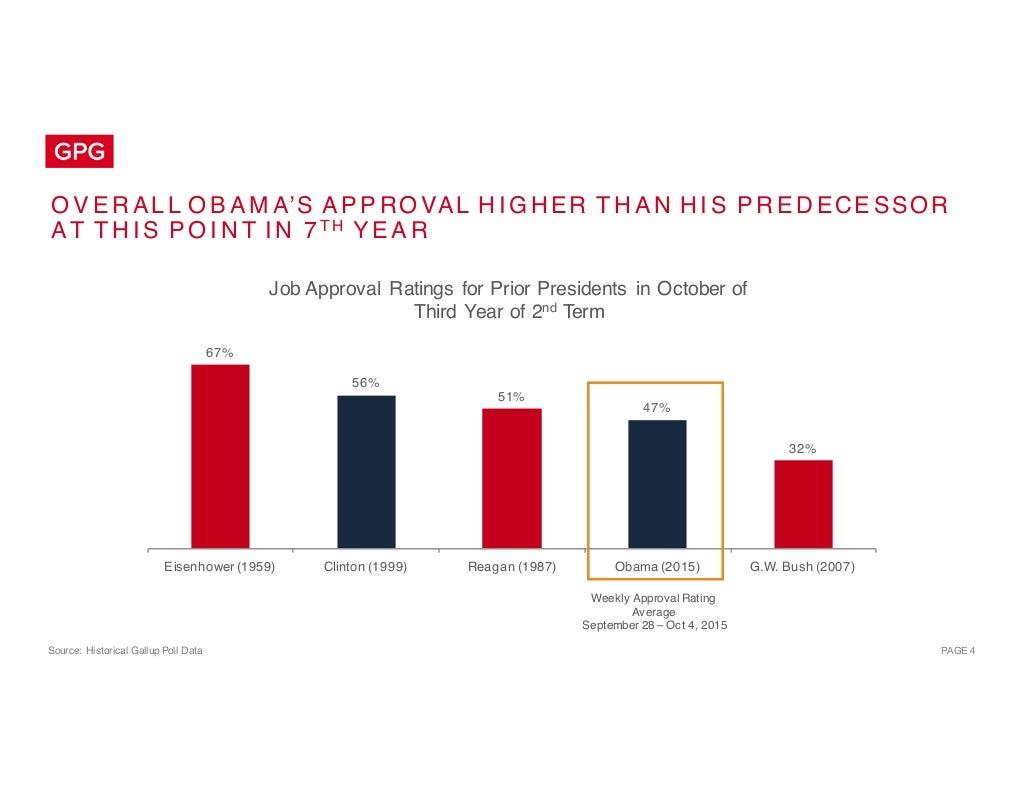 GPG
OVERALL OBAMA'S APPROVAL HIGHER THAN HIS PREDECESSOR
AT THIS POINT IN 7TH YEAR
Job Approval Ratings for Prior Presidents in October of
Third Year of 2nd Term
67%
56%
51%
47%
32%
Eisenhower (1959)
Clinton (1999)
Reagan (1987)
Obama (2015)
G.W. Bush (2007)
Weekly Approval Rating
Average
September 28 – Oct 4, 2015
Source: Historical Gallup Poll Data
PAGE 4